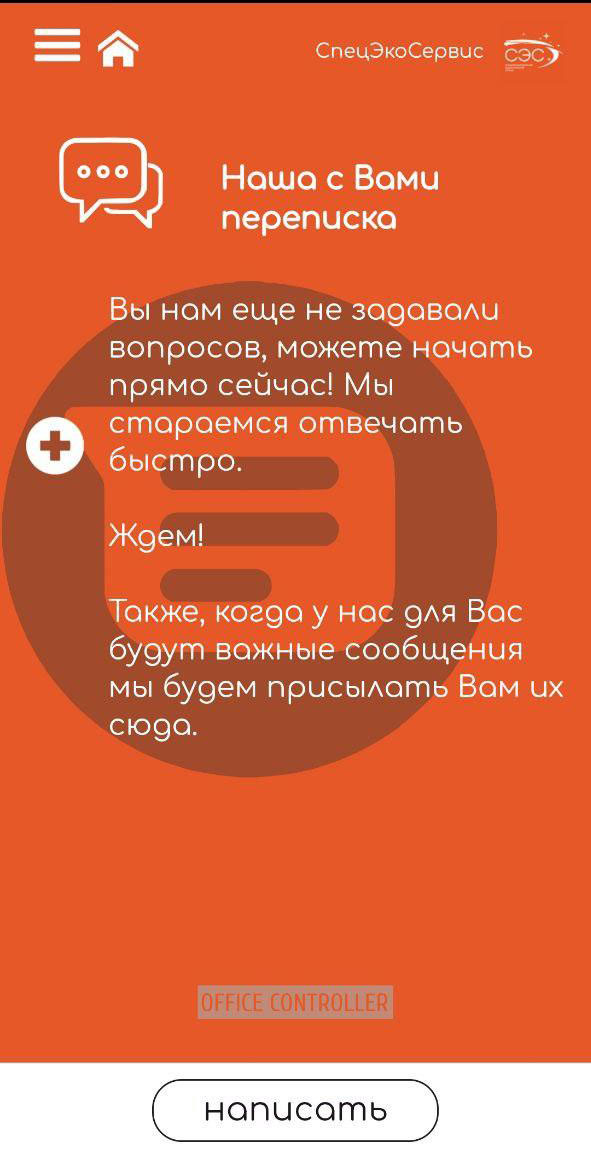 СпецЭкоСервис
СЭС
Наша с Вами
переписка
Вы нам еще не задавали
вопросов, можете начать
прямо сейчас! Мы
стараемся отвечать
быстро.
Ждем!
Также, когда у нас для Вас
будут важные сообщения
мы будем присылать Вам их
сюда.
OFFICE CONTROLLER
написать